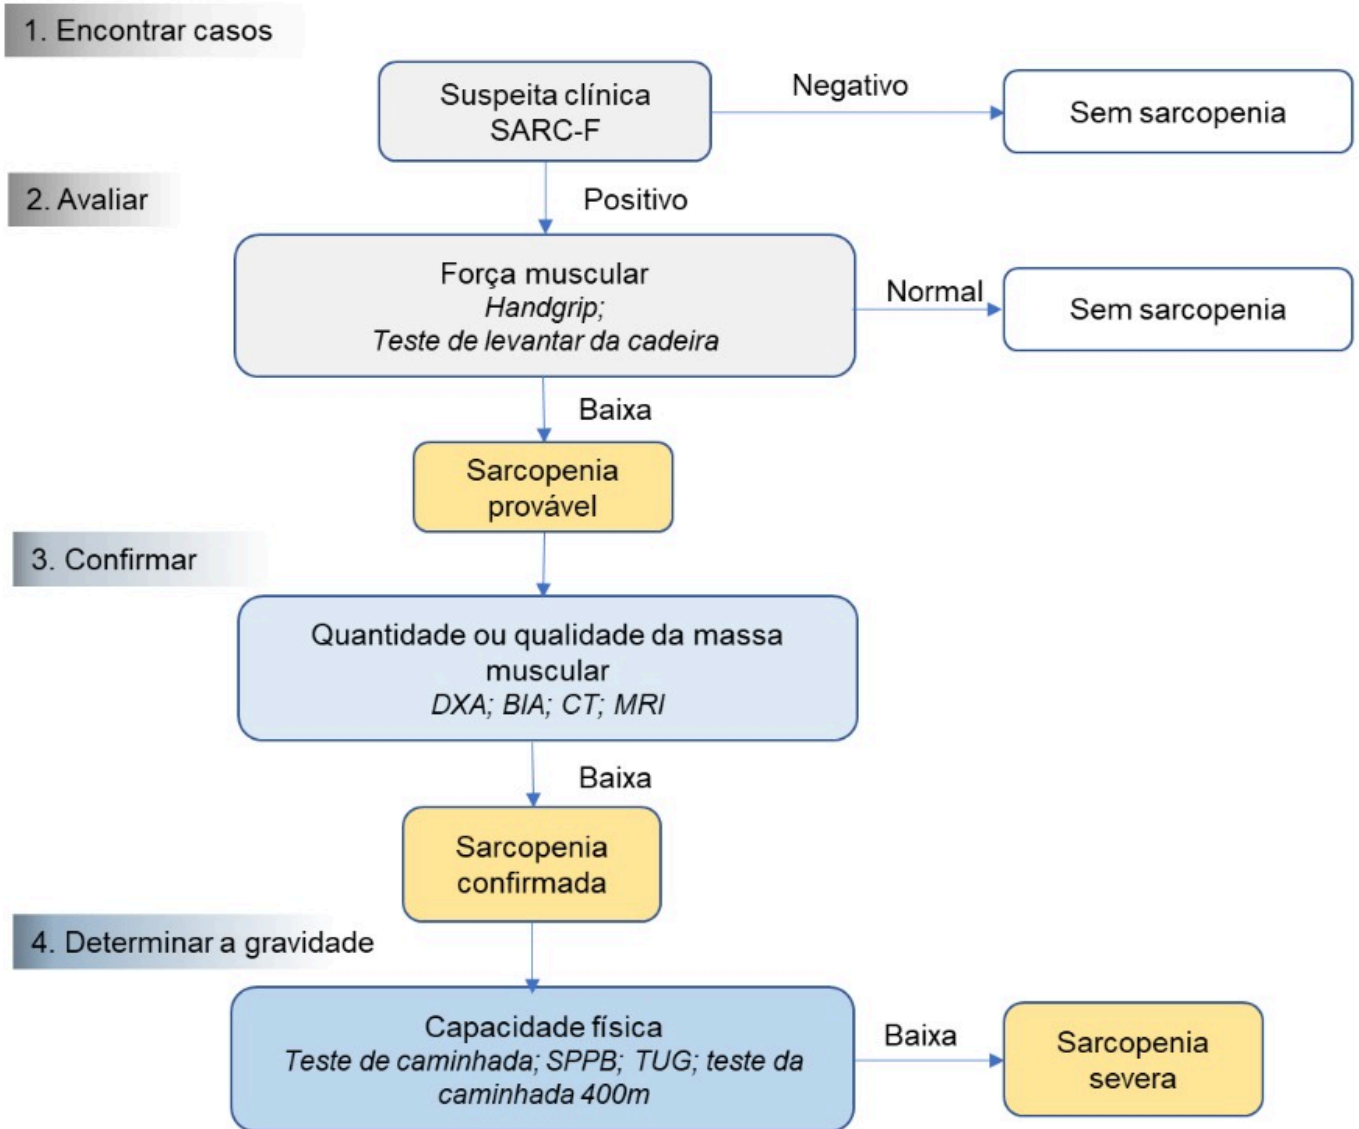 1. Encontrar casos
Suspeita clínica
SARC-F
Negativo
Sem sarcopenia
2. Avaliar
Positivo
Força muscular
Handgrip;
Teste de levantar da cadeira
Normal
Sem sarcopenia
Baixa
Sarcopenia
provável
3. Confirmar
Quantidade ou qualidade da massa
muscular
DXA; BIA; CT; MRI
Baixa
Sarcopenia
confirmada
4. Determinar a gravidade
Capacidade física
Teste de caminhada; SPPB; TUG; teste da
caminhada 400m
Baixa
Sarcopenia
severa